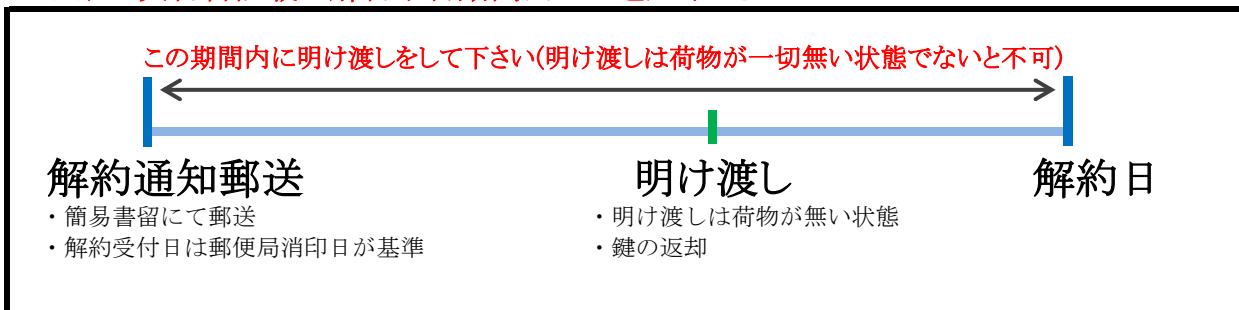 この期間内に明け渡しをして下さい(明け渡しは荷物が一切無い状態でないと不可)
解約通知郵送
・簡易書留にて郵送
・解約受付日は郵便局消印日が基準
明け渡し
・明け渡しは荷物が無い状態
・鍵の返却
解約日